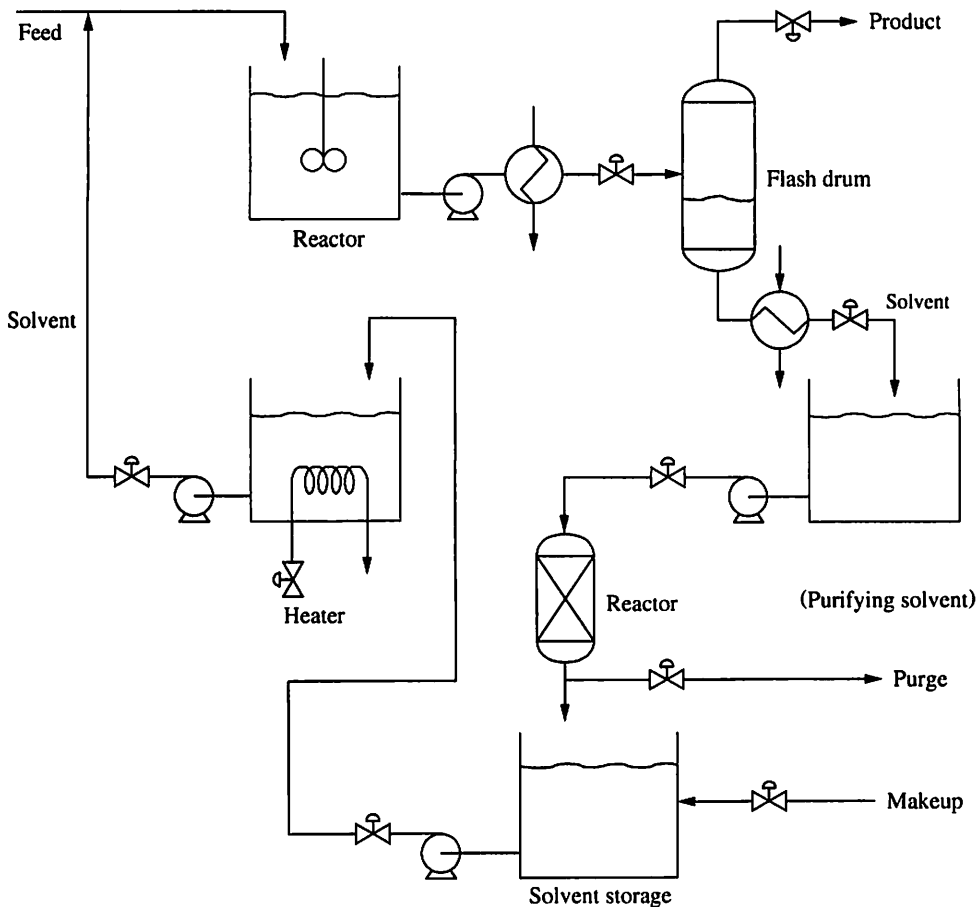 Feed
Product
Flash drum
Reactor
Solvent
Solvent
Heater
Reactor
(Purifying solvent)
Purge
Makeup
Solvent storage